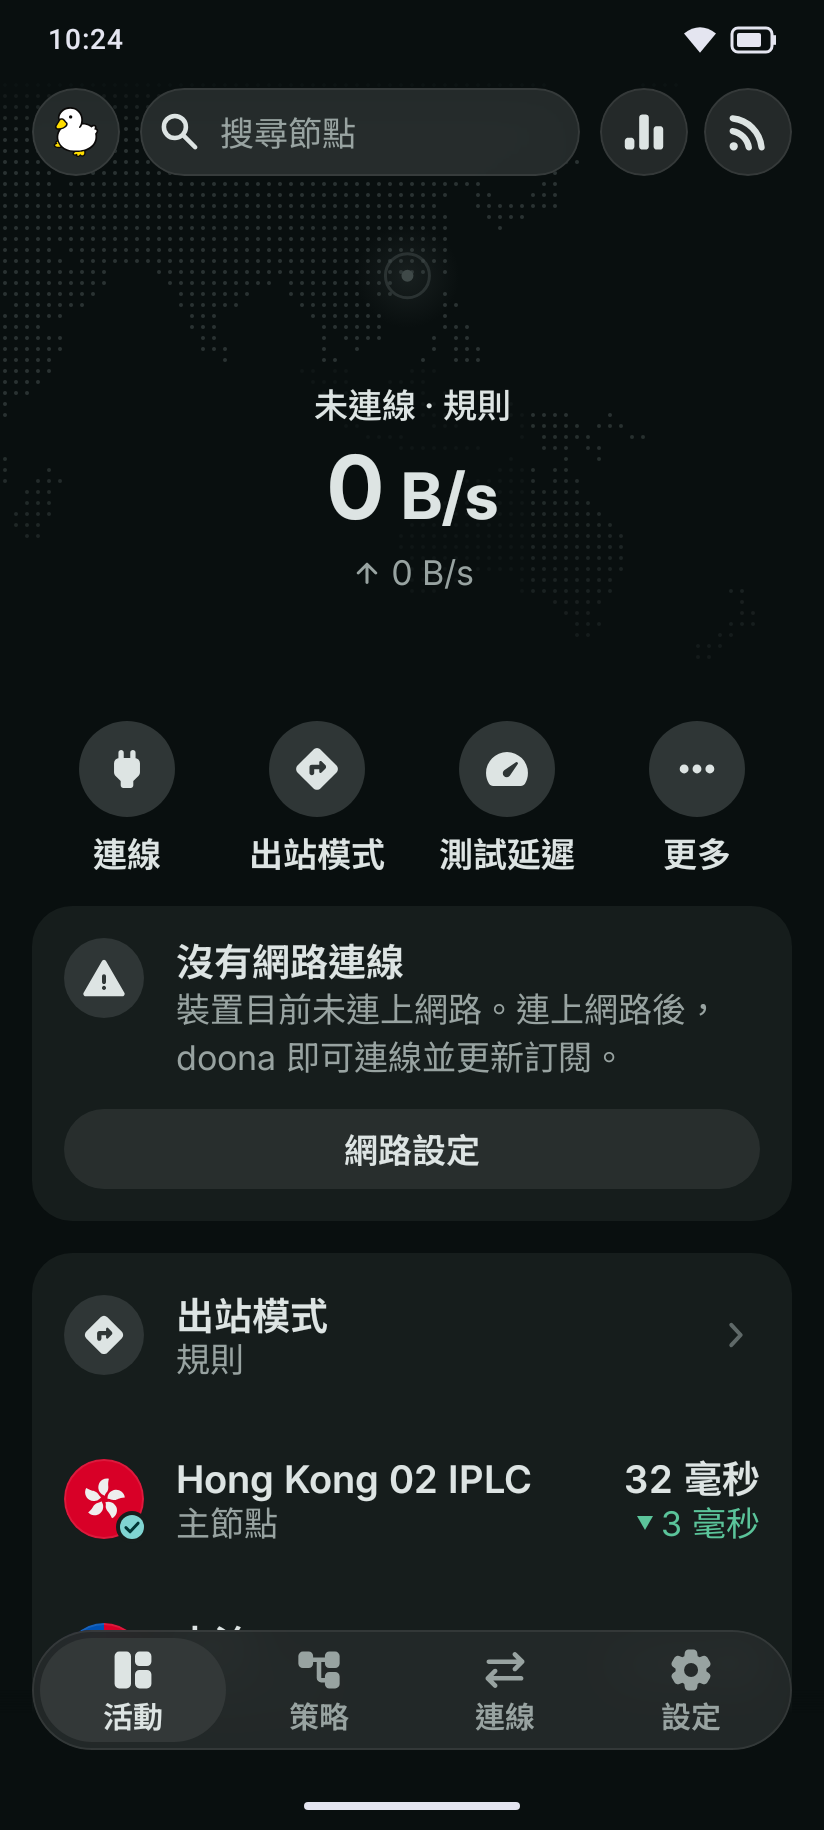 10:24
搜尋節點
未連線 · 規則
0 B/s
↑ 0 B/s
連線
出站模式
測試延遲
更多
沒有網路連線
裝置目前未連上網路。連上網路後，
doona 即可連線並更新訂閱。
網路設定
出站模式
規則
Hong Kong 02 IPLC
32 毫秒
主節點
▼3 毫秒
活動
策略
連線
設定